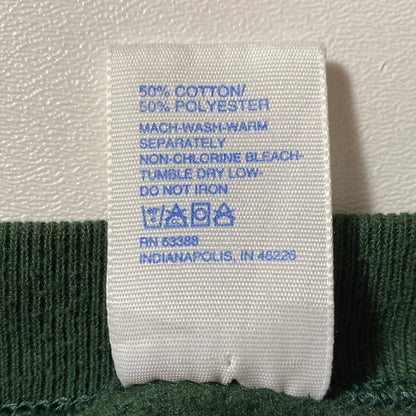 50% COTTON/
50% POLYESTER
MACH-WASH-WARM
SEPARATELY
NON-CHLORINE BLEACH-
TUMBLE DRY LOW-
DO NOT IRON
RN 63388
INDIANAPOLIS, IN 46226